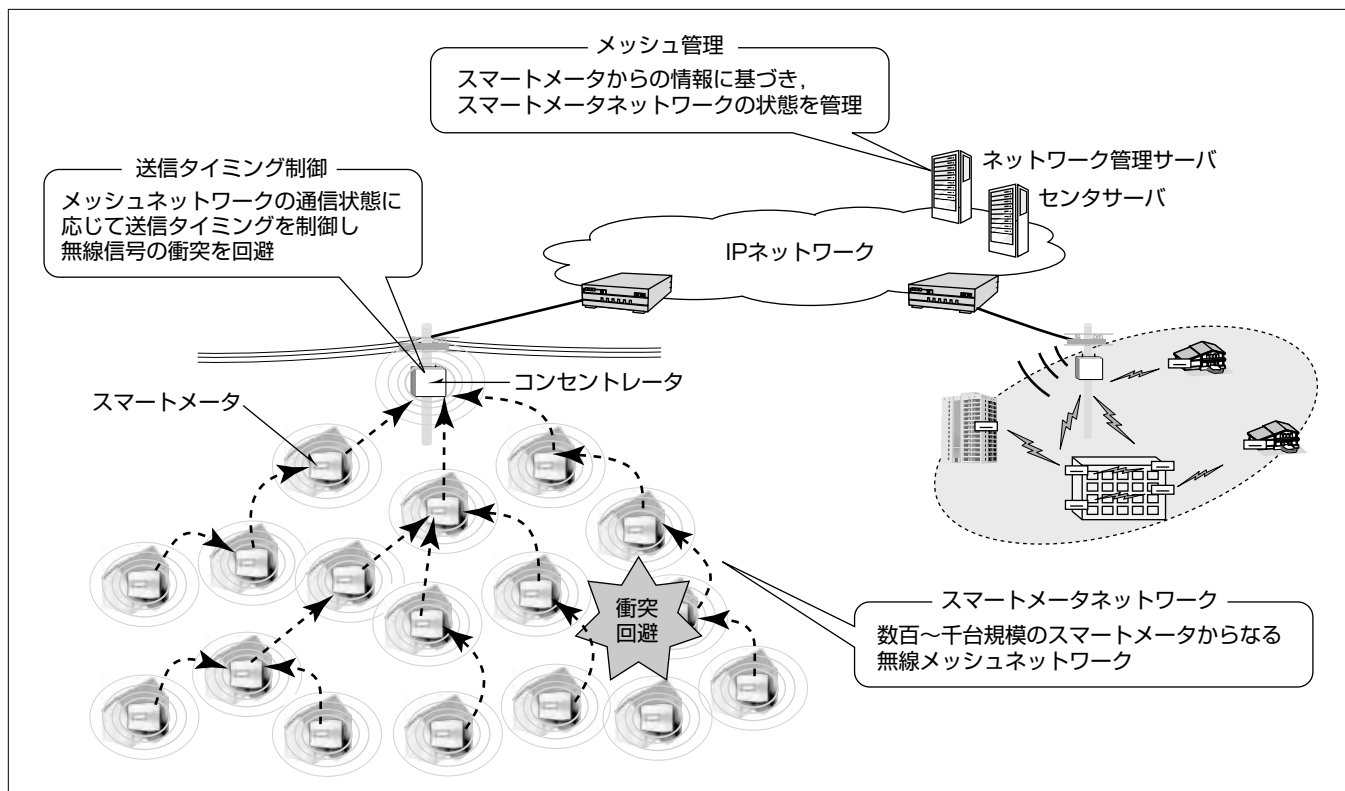 メッシュ管理
スマートメータからの情報に基づき,
スマートメータネットワークの状態を管理
送信タイミング制御
メッシュネットワークの通信状態に
応じて送信タイミングを制御し
無線信号の衝突を回避
ネットワーク管理サーバ
センタサーバ
IPネットワーク
コンセントレータ
スマートメータ
衝突
回避
スマートメータネットワーク
数百～千台規模のスマートメータからなる
無線メッシュネットワーク